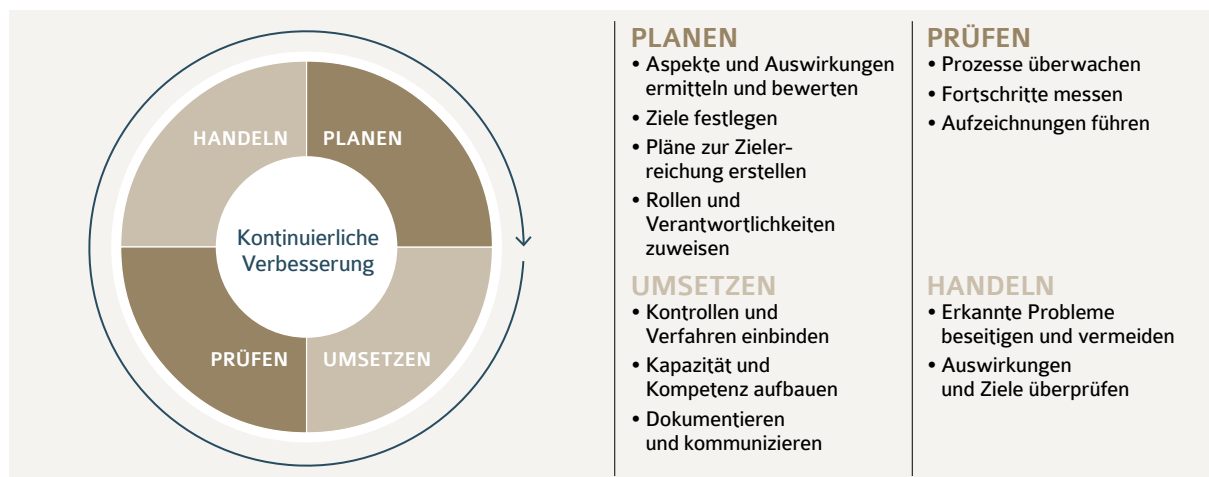 HANDELN
PLANEN
Kontinuierliche
Verbesserung
PRÜFEN
UMSETZEN
PLANEN
• Aspekte und Auswirkungen
ermitteln und bewerten
• Ziele festlegen
• Pläne zur Zieler-
reichung erstellen
• Rollen und
Verantwortlichkeiten
zuweisen
UMSETZEN
• Kontrollen und
Verfahren einbinden
• Kapazität und
Kompetenz aufbauen
• Dokumentieren
und kommunizieren
PRÜFEN
• Prozesse überwachen
• Fortschritte messen
• Aufzeichnungen führen
HANDELN
• Erkannte Probleme
beseitigen und vermeiden
• Auswirkungen
und Ziele überprüfen